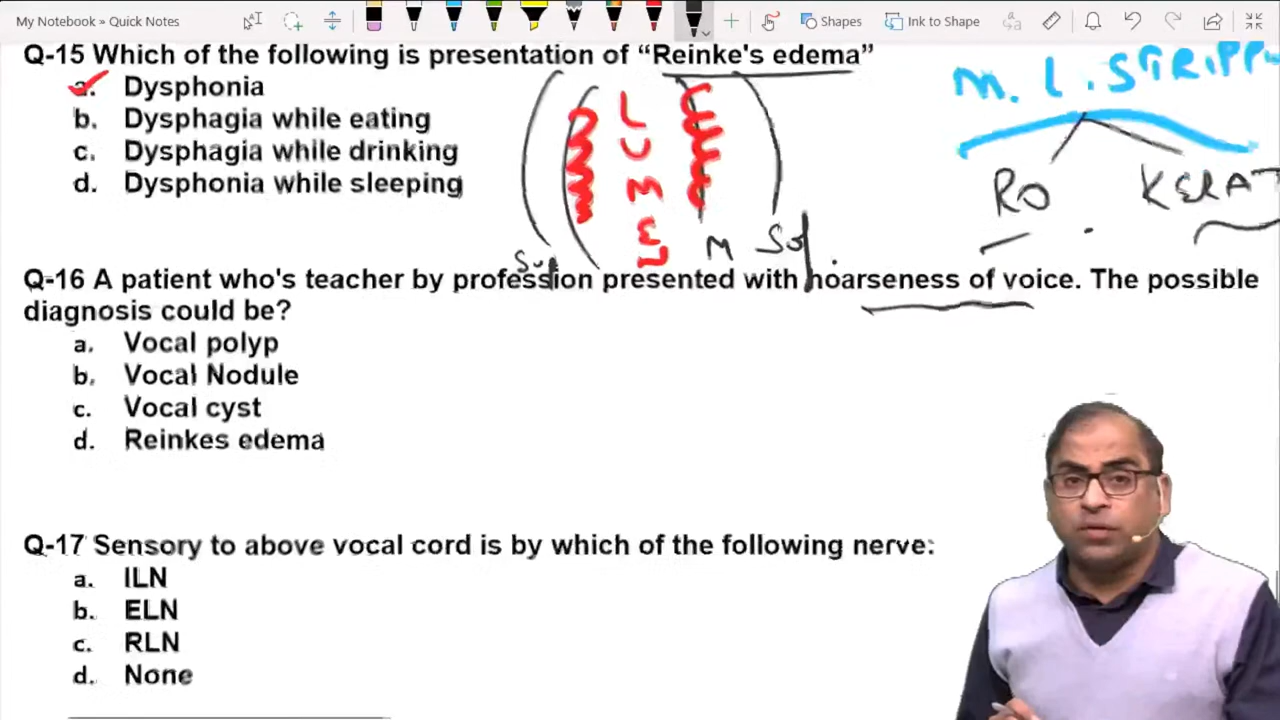 My Notebook » Quick Notes
Shapes
Ink to Shape
Q-15 Which of the following is presentation of “Reinke's edema”
a. Dysphonia
b. Dysphagia while eating
c. Dysphagia while drinking
d. Dysphonia while sleeping
LUMEN
M
M. L. STRIPP
RO
KERAT
Q-16 A patient who's teacher by profession presented with hoarseness of voice. The possible
diagnosis could be?
a. Vocal polyp
b. Vocal Nodule
c. Vocal cyst
d. Reinkes edema
Q-17 Sensory to above vocal cord is by which of the following nerve:
a. ILN
b. ELN
c. RLN
d. None